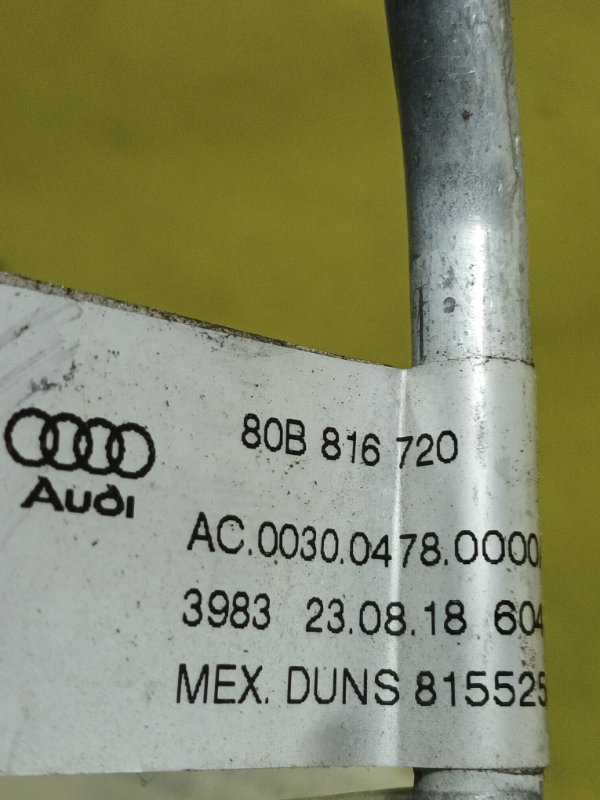 80B 816 720
Audi
AC.0030.0478.0000
3983 23.08.18 604
MEX. DUNS 815525